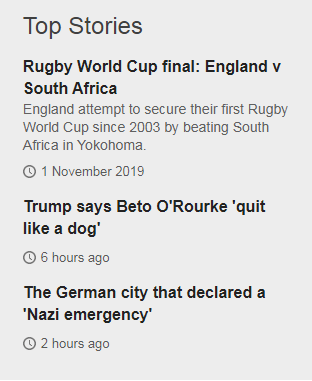 Top Stories
Rugby World Cup final: England v
South Africa
England attempt to secure their first Rugby
World Cup since 2003 by beating South
Africa in Yokohoma.
1 November 2019
Trump says Beto O'Rourke 'quit
like a dog'
6 hours ago
The German city that declared a
'Nazi emergency'
2 hours ago